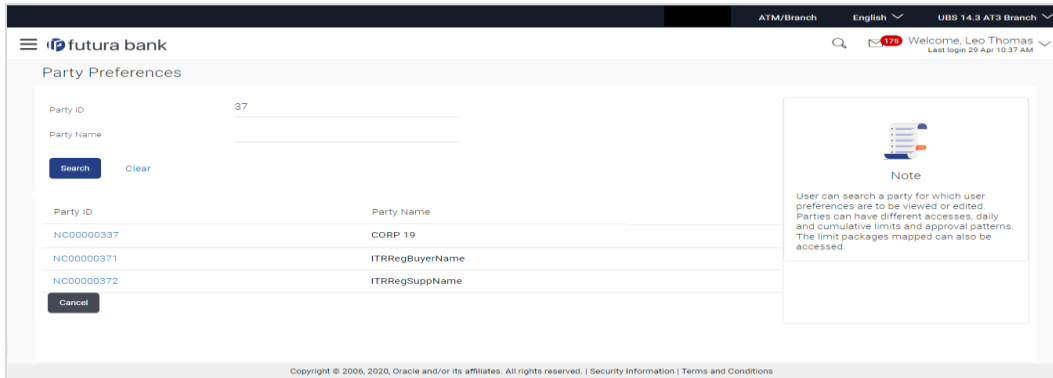 ATM/Branch English UBS 14.3 AT3 Branch
futura bank 175 Welcome, Leo Thomas
Last login 29 Apr 10:37 AM
Party Preferences
Party ID 37
Party Name
Search Clear
Party ID Party Name
NC00000337 CORP 19
NC00000371 ITRRegBuyerName
NC00000372 ITRRegSuppName
Cancel
Note
User can search a party for which user
preferences are to be viewed or edited.
Parties can have different accesses, daily
and cumulative limits and approval patterns.
The limit packages mapped can also be
accessed.
Copyright © 2006, 2020, Oracle and/or its affiliates. All rights reserved. | Security Information | Terms and Conditions